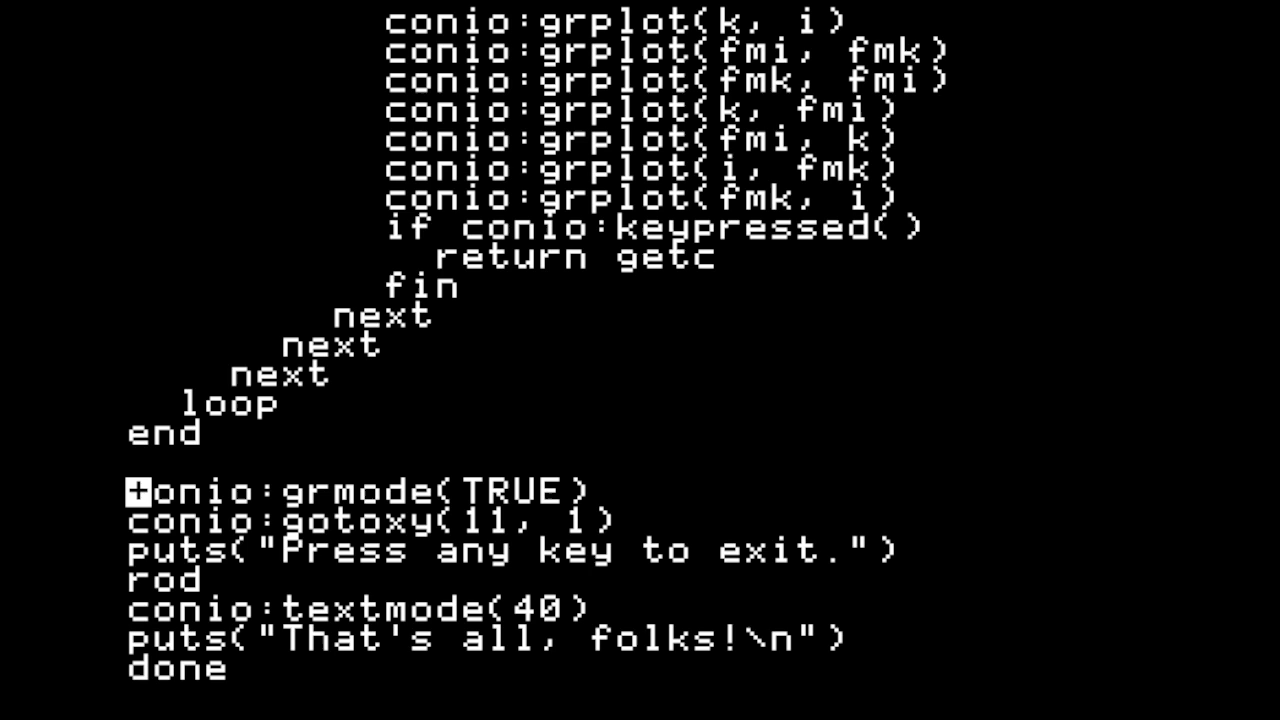 conio:grplot(k, i)
conio:grplot(fmi, fmk)
conio:grplot(fmk, fmi)
conio:grplot(k, fmi)
conio:grplot(fmi, k)
conio:grplot(i, fmk)
conio:grplot(fmk, i)
if conio:keypressed()
return getc
fin
next
next
next
loop
end
+onio:grmode(TRUE)
conio:gotoxy(11, 1)
puts("Press any key to exit.")
rod
conio:textmode(40)
puts("That's all, folks!\n")
done